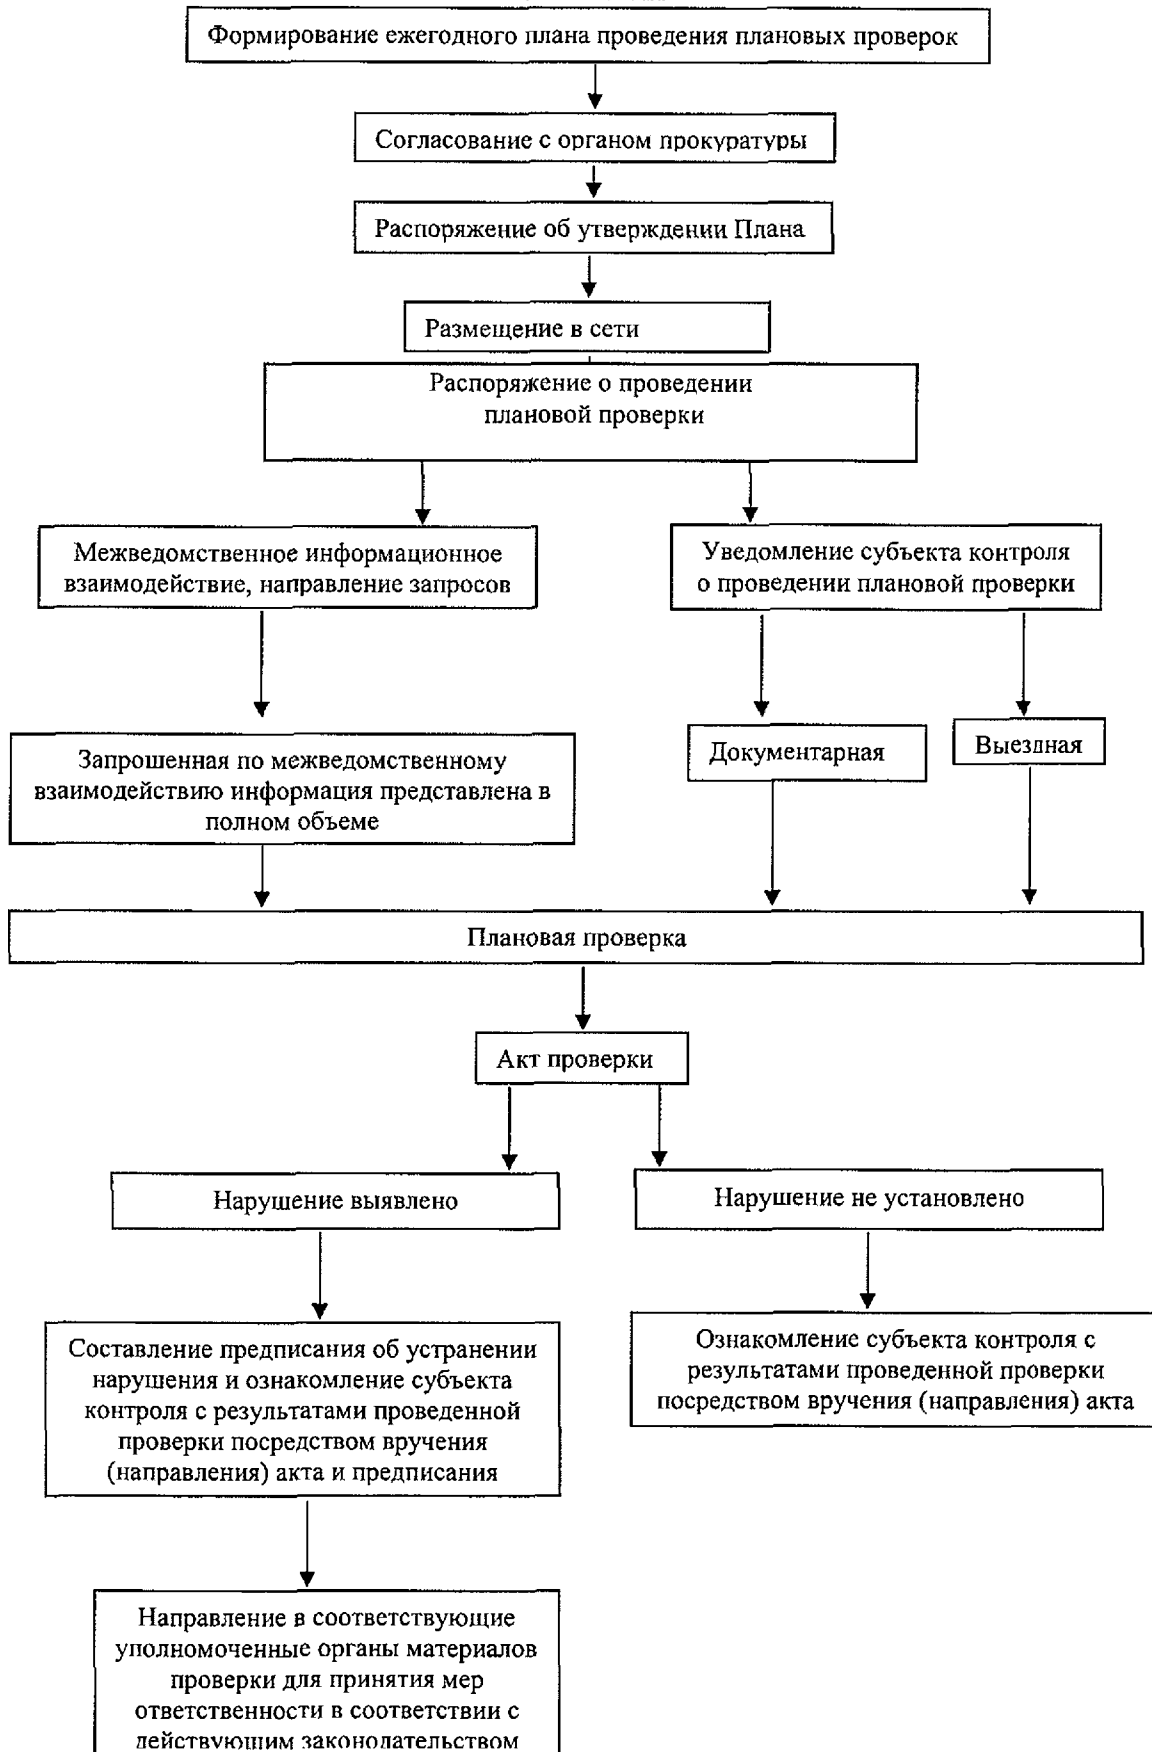 Формирование ежегодного плана проведения плановых проверок
Согласование с органом прокуратуры
Распоряжение об утверждении Плана
Размещение в сети
Распоряжение о проведении
плановой проверки
Межведомственное информационное
взаимодействие, направление запросов
Уведомление субъекта контроля
о проведении плановой проверки
Документарная
Выездная
Запрошенная по межведомственному
взаимодействию информация представлена в
полном объеме
Плановая проверка
Акт проверки
Нарушение выявлено
Нарушение не установлено
Составление предписания об устранении
нарушения и ознакомление субъекта
контроля с результатами проведенной
проверки посредством вручения
(направления) акта и предписания
Ознакомление субъекта контроля с
результатами проведенной проверки
посредством вручения (направления) акта
Направление в соответствующие
уполномоченные органы материалов
проверки для принятия мер
ответственности в соответствии с
действующим законодательством